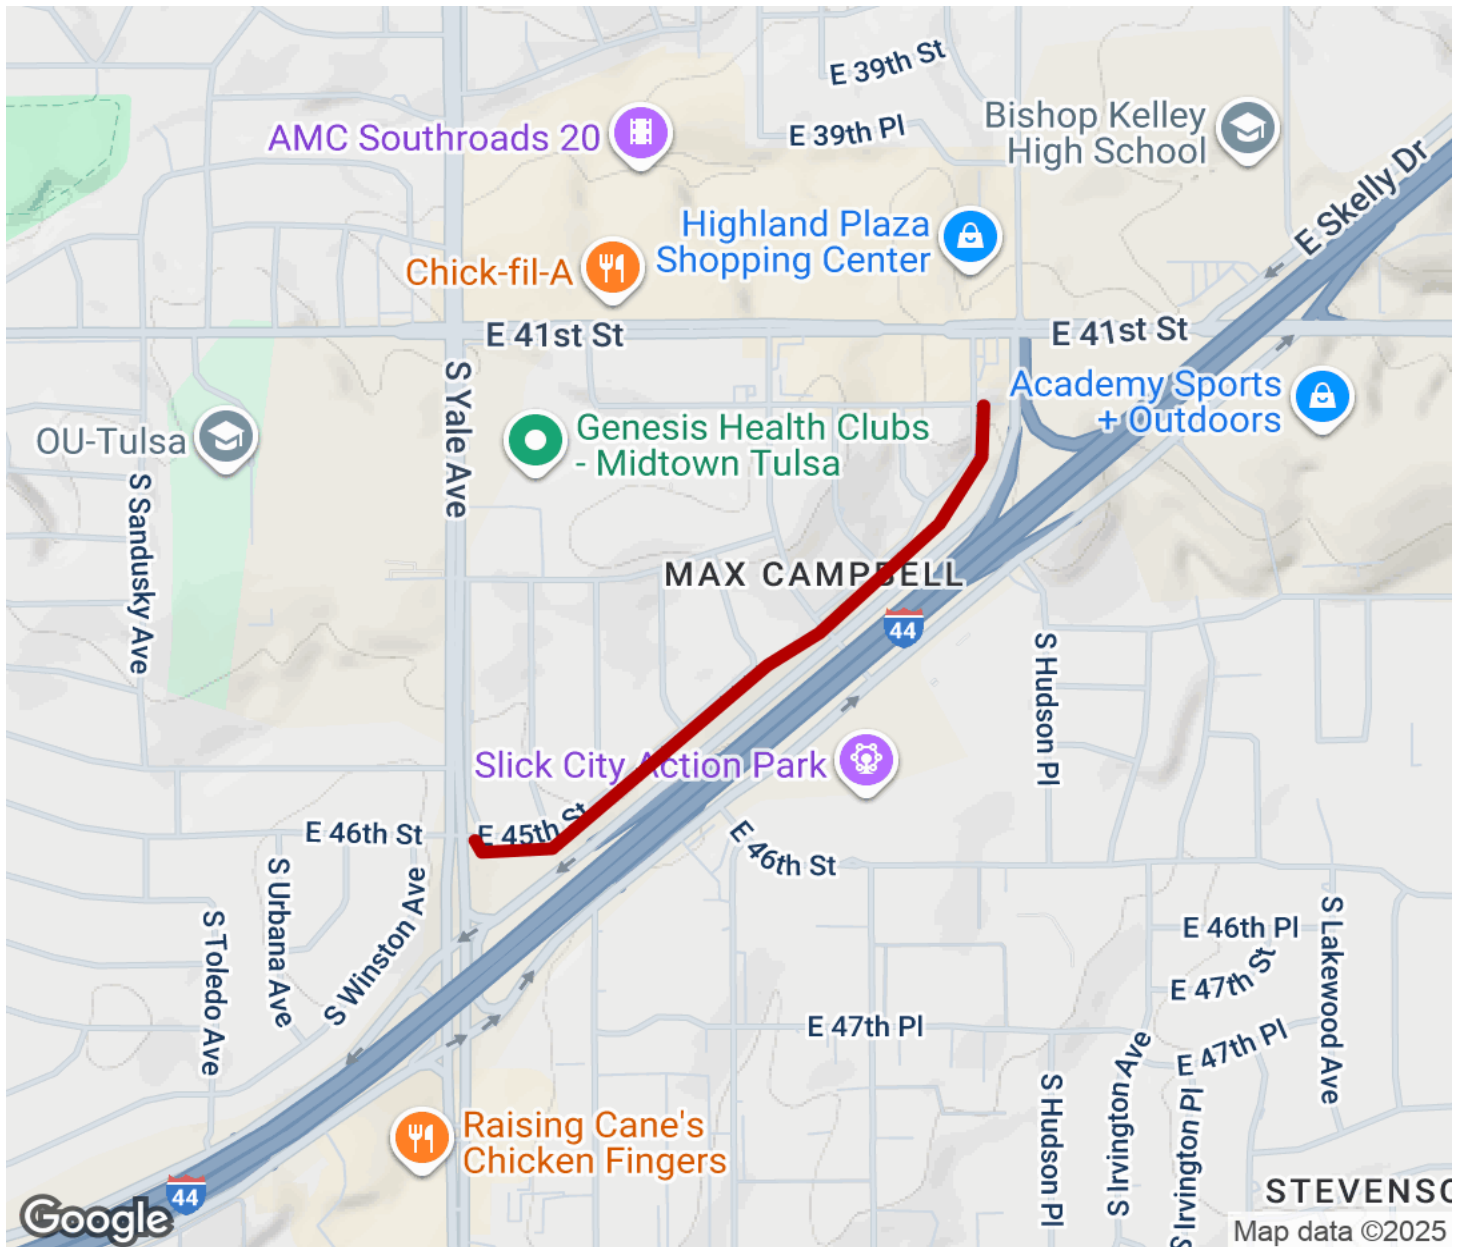 E 39th St
E 39th Pl
Bishop Kelley
High School
AMC Southroads 20
E Skelly Dr
Highland Plaza
Shopping Center
Chick-fil-A
E 41st St
E 41st St
S Yale Ave
Academy Sports
+ Outdoors
OU-Tulsa
Genesis Health Clubs
- Midtown Tulsa
S Sandusky Ave
MAX CAMPBELL
44
S Hudson Pl
Slick City Action Park
E 45th St
E 46th St
E 46th St
S Urbana Ave
S Winston Ave
S Toledo Ave
E 46th Pl
S Lakewood Ave
E 47th St
E 47th Pl
E 47th Pl
S Hudson Pl
S Irvington Ave
S Irvington Pl
Raising Cane's
Chicken Fingers
44
STEVENSO
Google
Map data ©2025